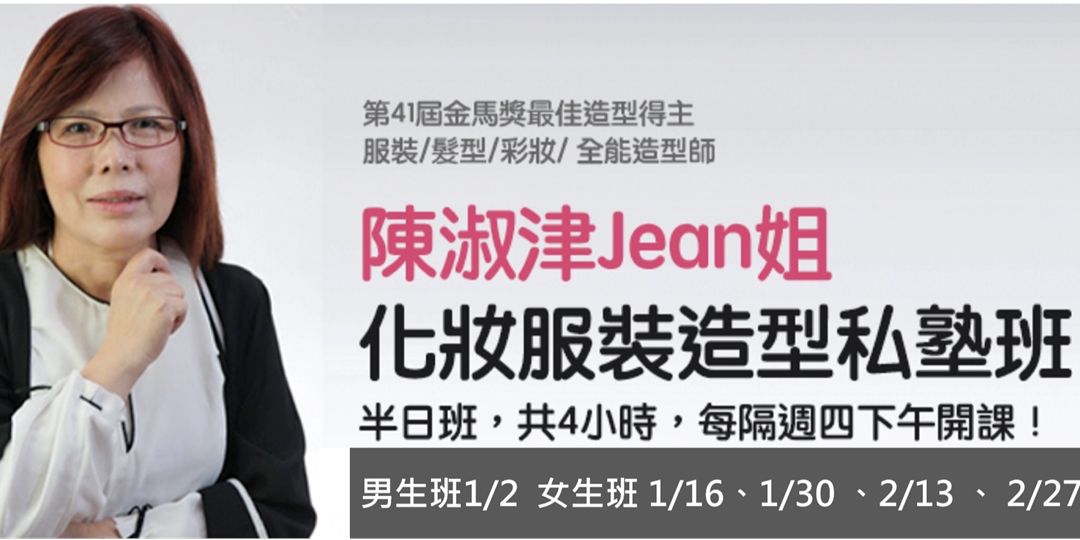 第41屆金馬獎最佳造型得主
服裝/髮型/彩妝/ 全能造型師
陳淑津Jean姐
化妝服裝造型私塾班
半日班，共4小時，每隔週四下午開課！
男生班1/2 女生班 1/16、1/30 、2/13 、 2/27